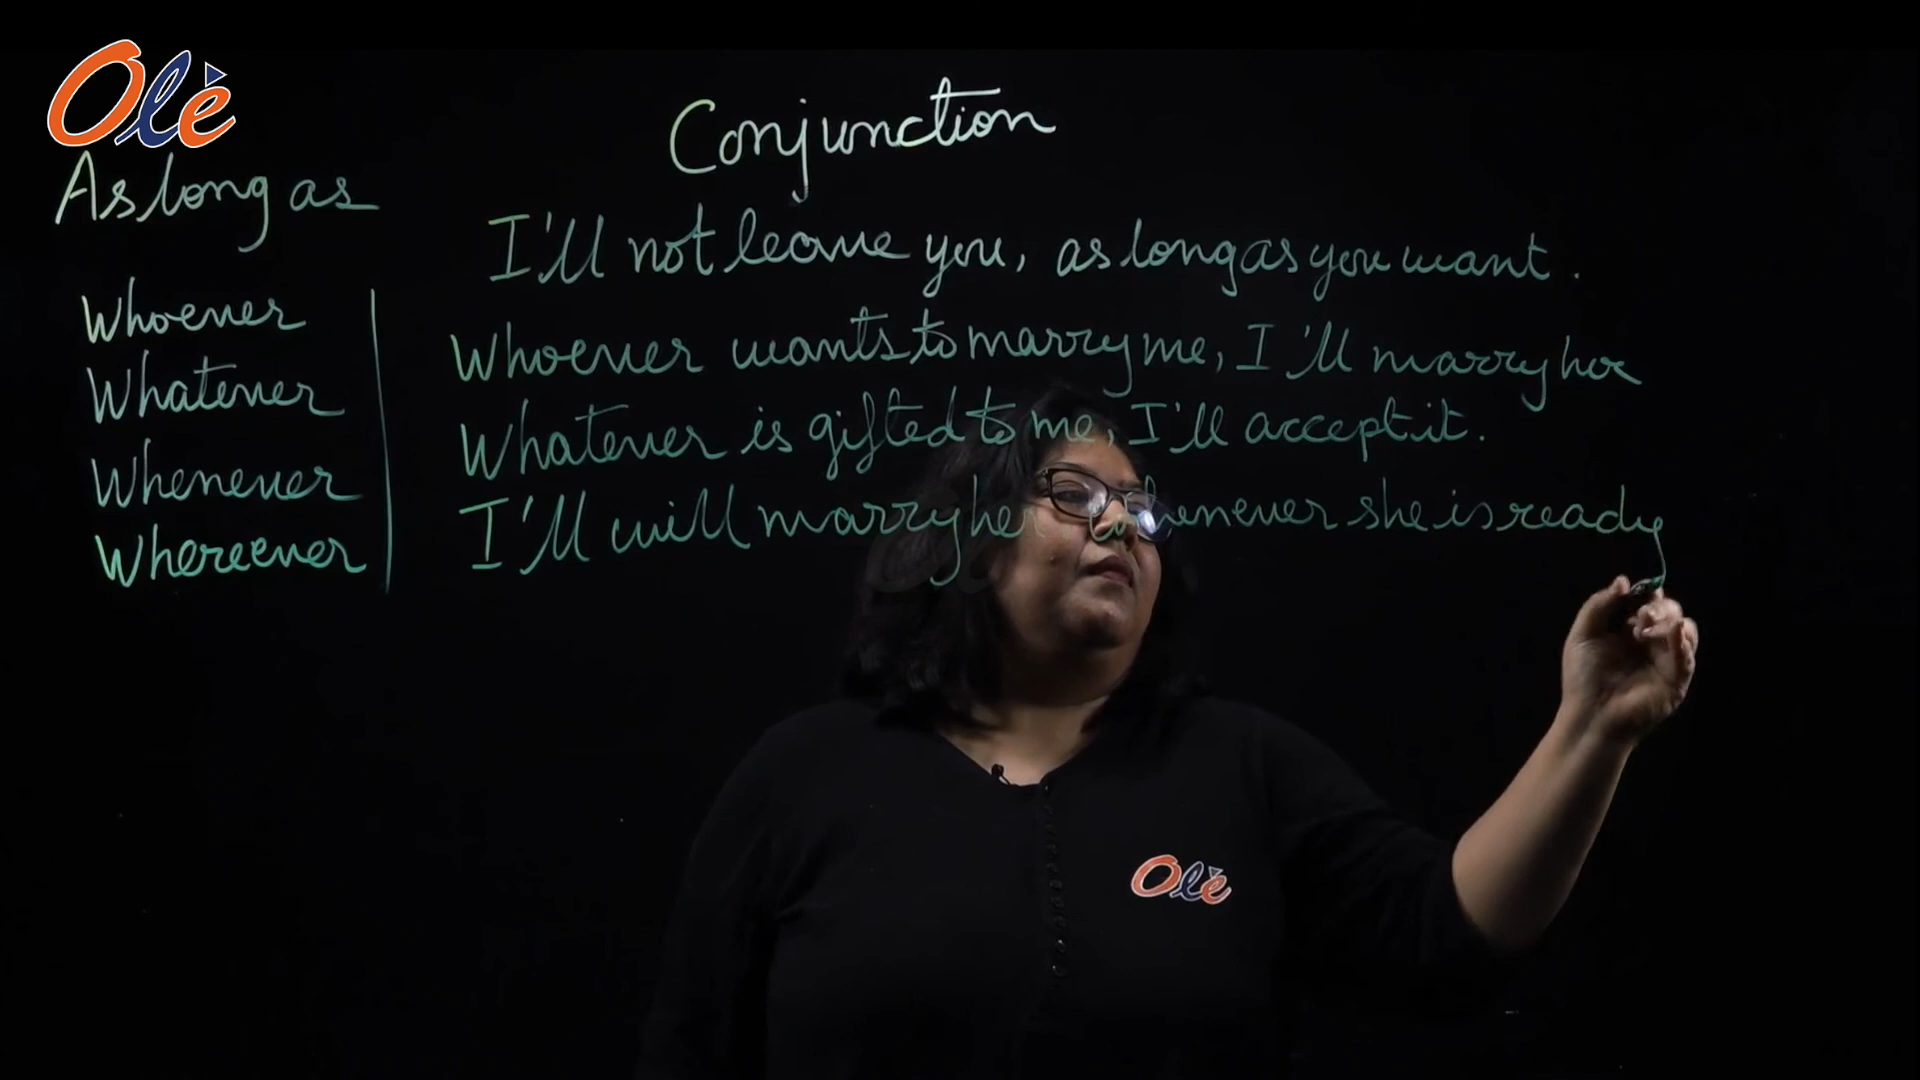 Olè
Conjunction
As long as
I'll not leave you, as long as you want.
Whoever
Whoever wants to marry me, I'll marry her
Whatever
Whatever is gifted to me, I'll accept it.
Whenever
I'll will marry her whenever she is ready
Whereever
Olè